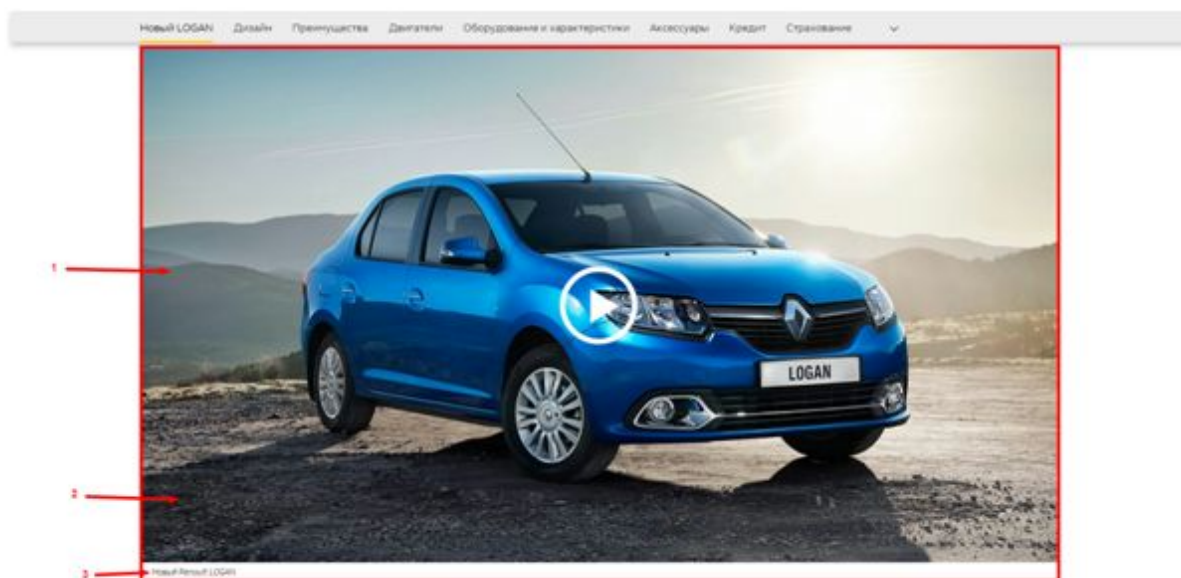 Новый LOGAN Дизайн Преимущества Двигатели Оборудование и характеристики Аксессуары Кредит Страхование
1
LOGAN
2
3
Новый Renault LOGAN